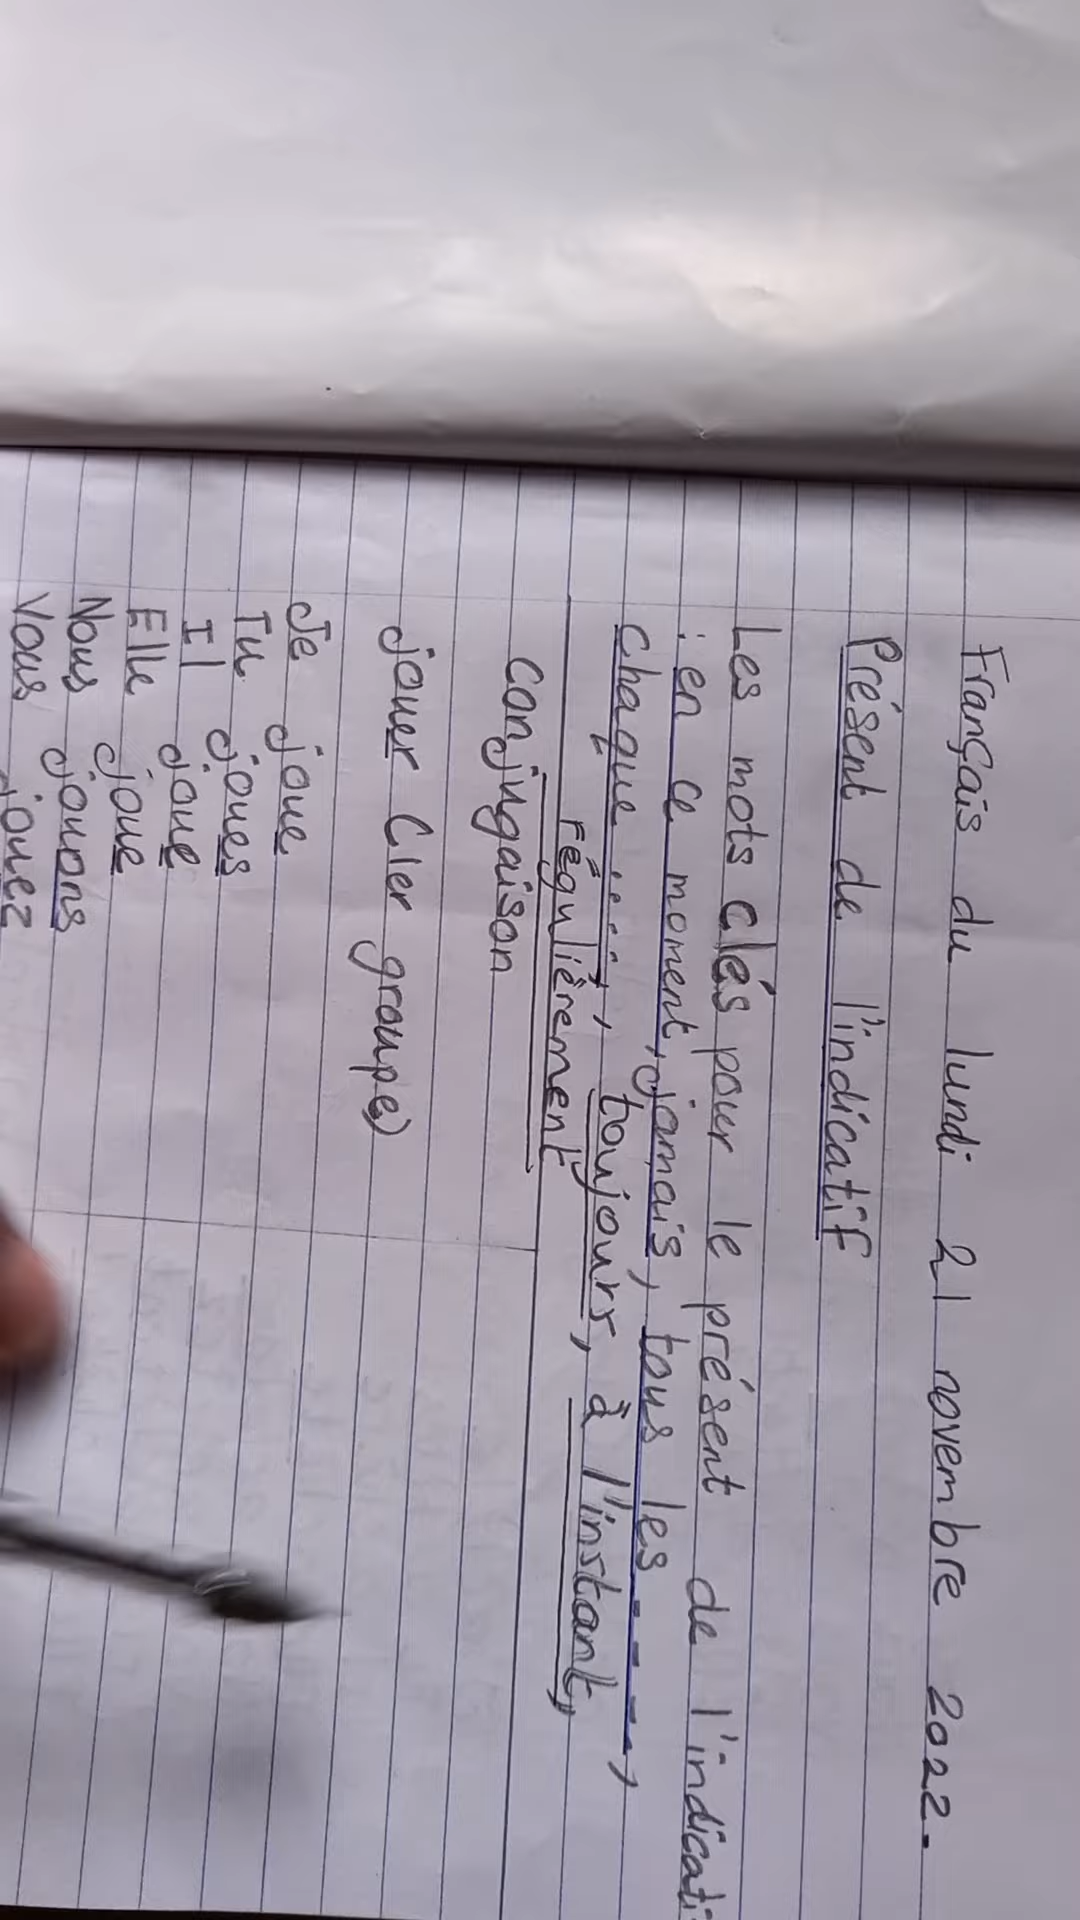 Français du lundi 21 novembre 2022.
Présent de l'indicatif
Les mots clés pour le présent de l'indicati
: en ce moment, jamais, tous les -----,
chaque ...., toujours, à l'instant,
régulièrement
Conjugaison
jouer (1er groupe)
Je joue
Tu joues
Il joue
Elle joue
Nous jouons
Vous jouez